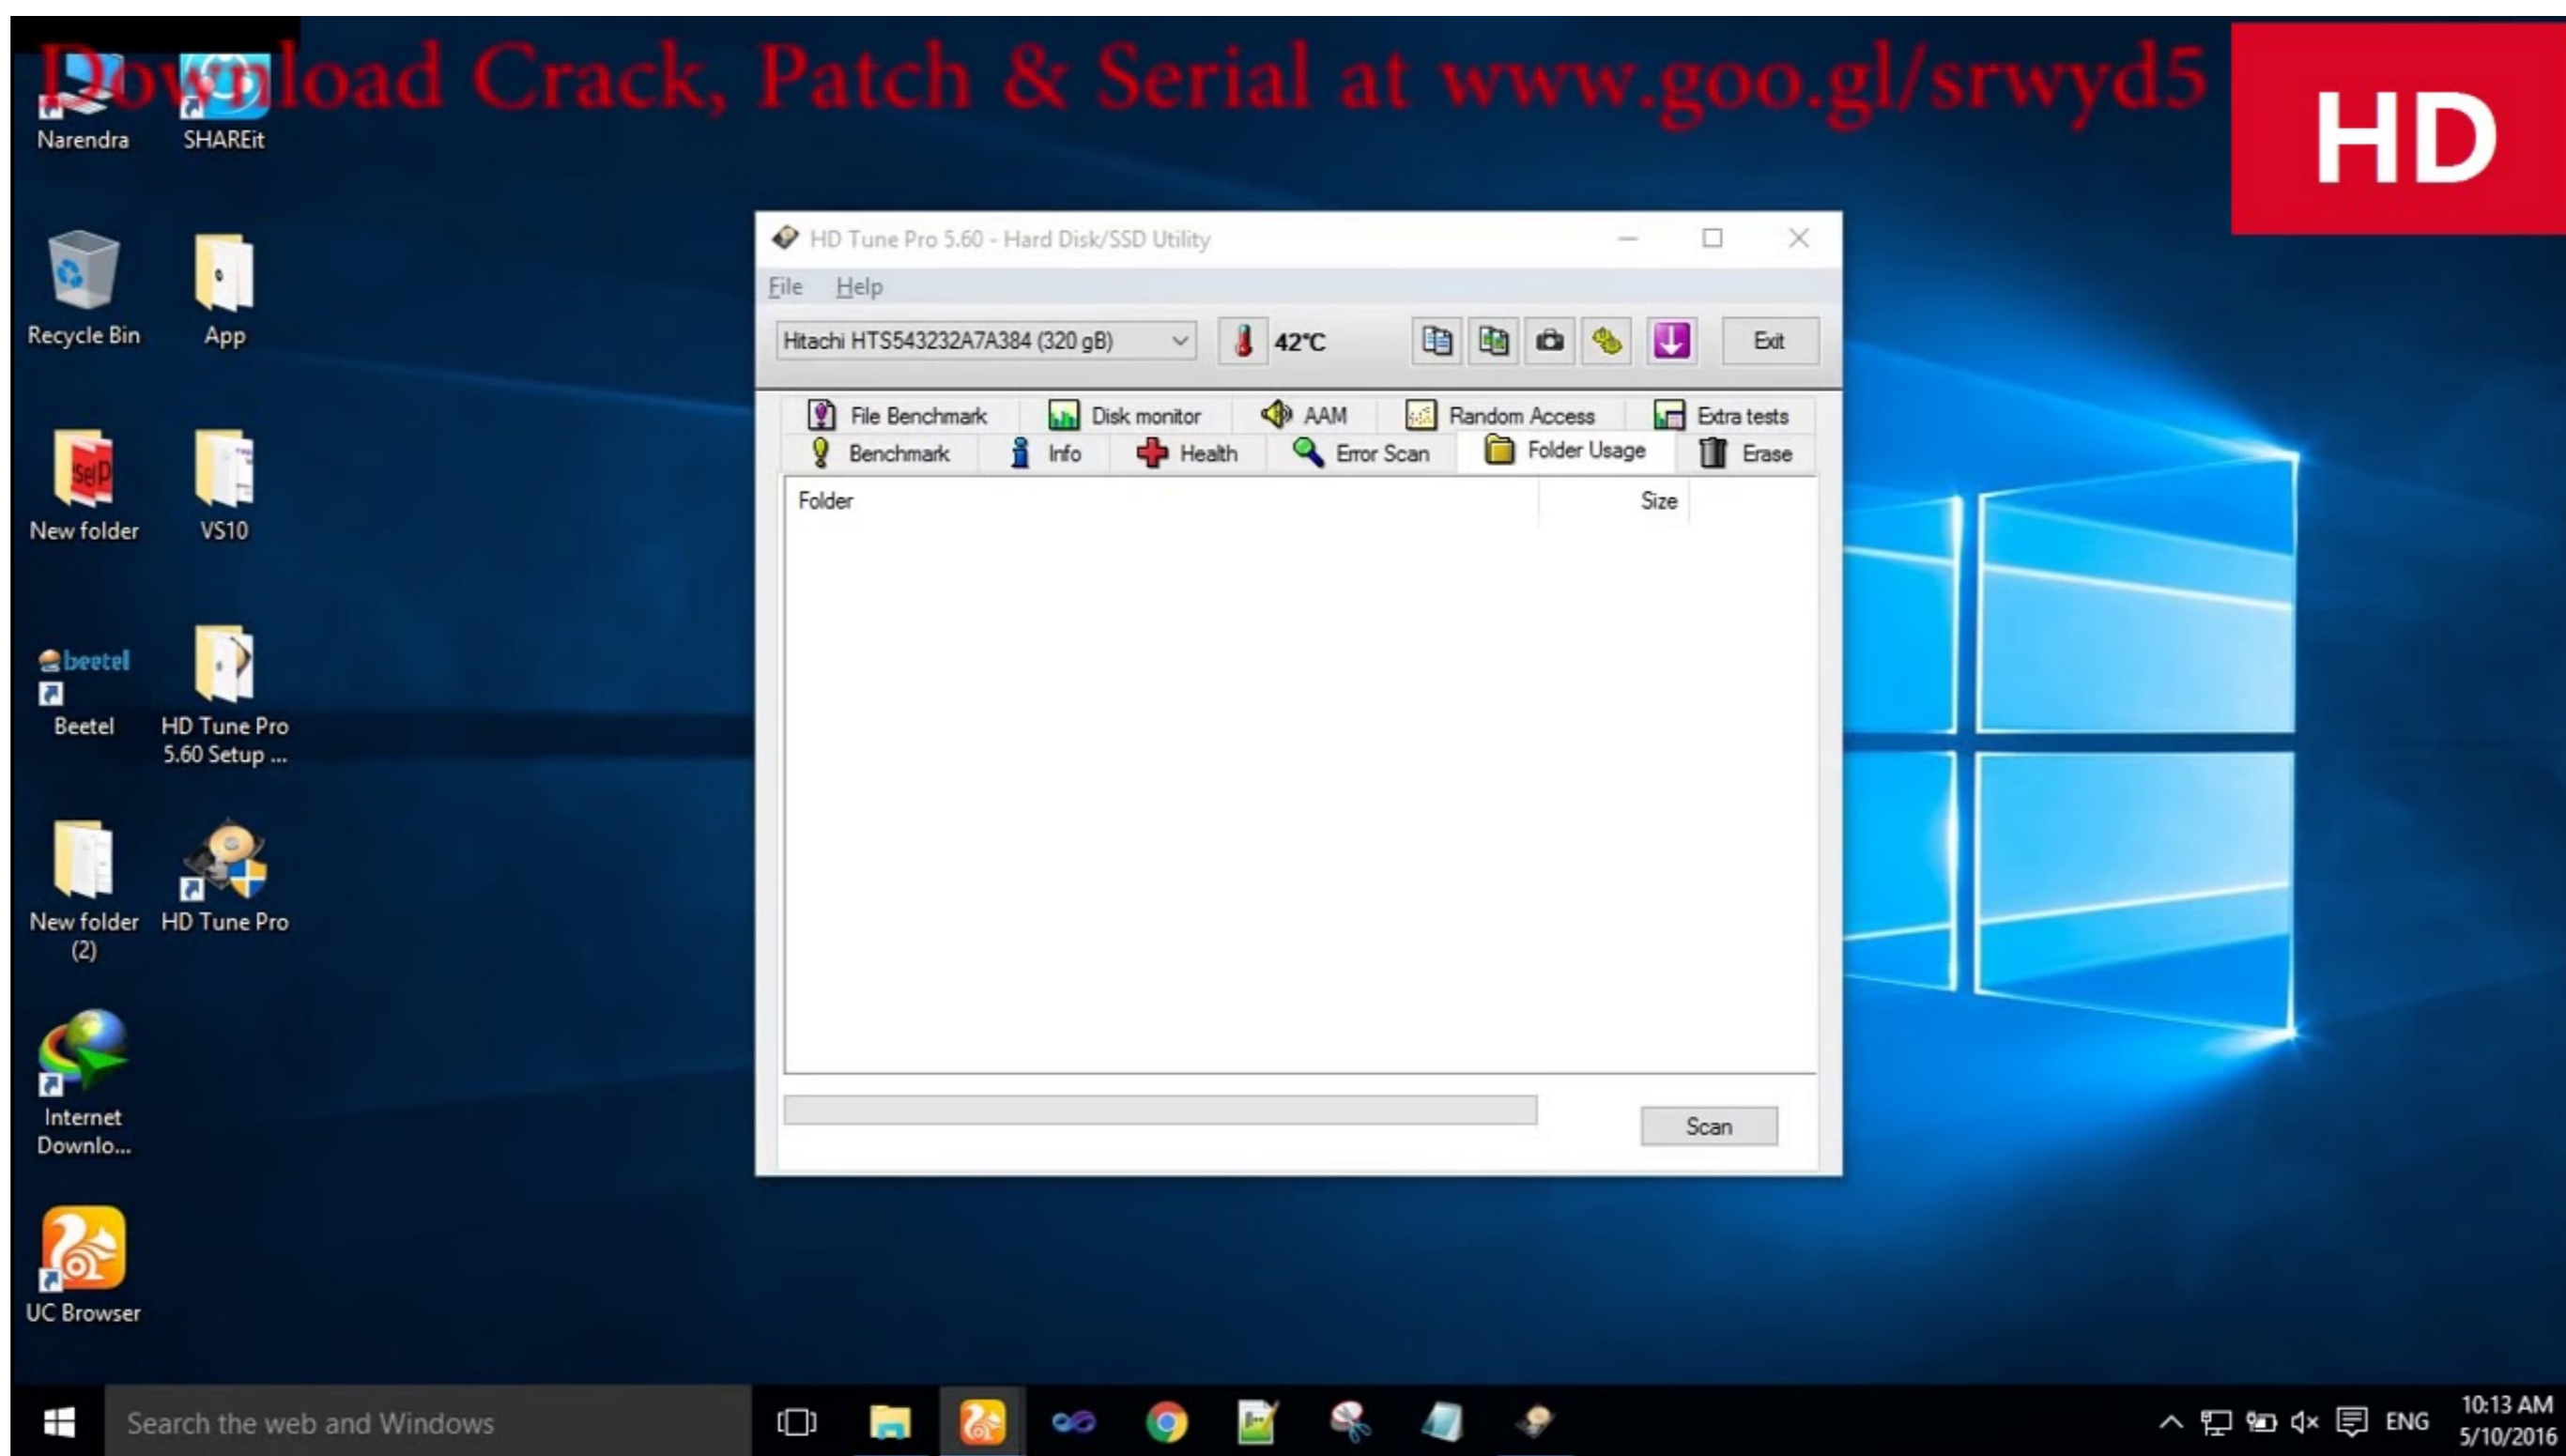 Download Crack, Patch & Serial at www.goo.gl/srwyd5
HD
Narendra
SHAREit
Recycle Bin
App
New folder
VS10
beetel
Beetel
HD Tune Pro
5.60 Setup ...
New folder
(2)
HD Tune Pro
Internet
Downlo...
UC Browser
HD Tune Pro 5.60 - Hard Disk/SSD Utility
File Help
Hitachi HTS543232A7A384 (320 gB)
42°C
Exit
File Benchmark Disk monitor AAM Random Access Extra tests
Benchmark Info Health Error Scan Folder Usage Erase
Folder Size
Scan
Search the web and Windows
ENG
10:13 AM
5/10/2016